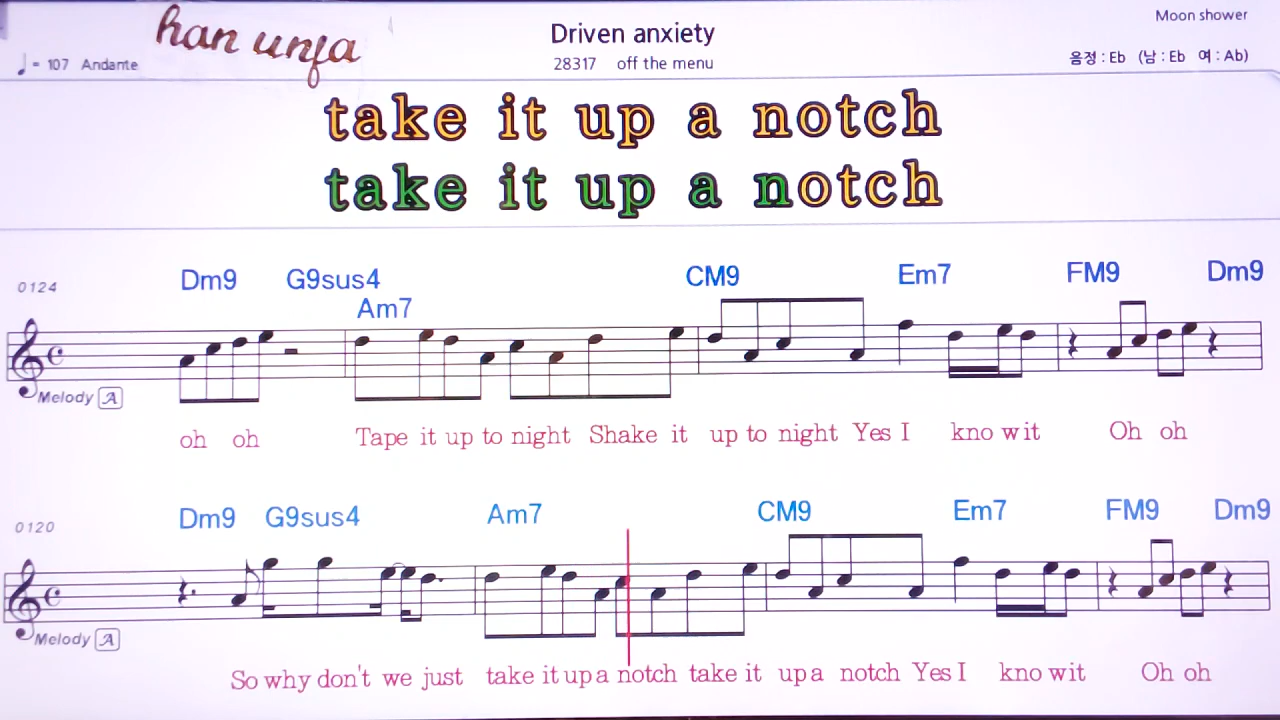 han unfa
Driven anxiety
Moon shower
♩= 107 Andante
28317 off the menu
음정 : Eb (남 : Eb 여 : Ab)
take it up a notch
take it up a notch
0124
Dm9 G9sus4 Am7 CM9 Em7 FM9 Dm9
Melody A
oh oh Tape it up to night Shake it up to night Yes I kno wit Oh oh
0120
Dm9 G9sus4 Am7 CM9 Em7 FM9 Dm9
Melody A
So why don't we just take it up a notch take it up a notch Yes I kno wit Oh oh